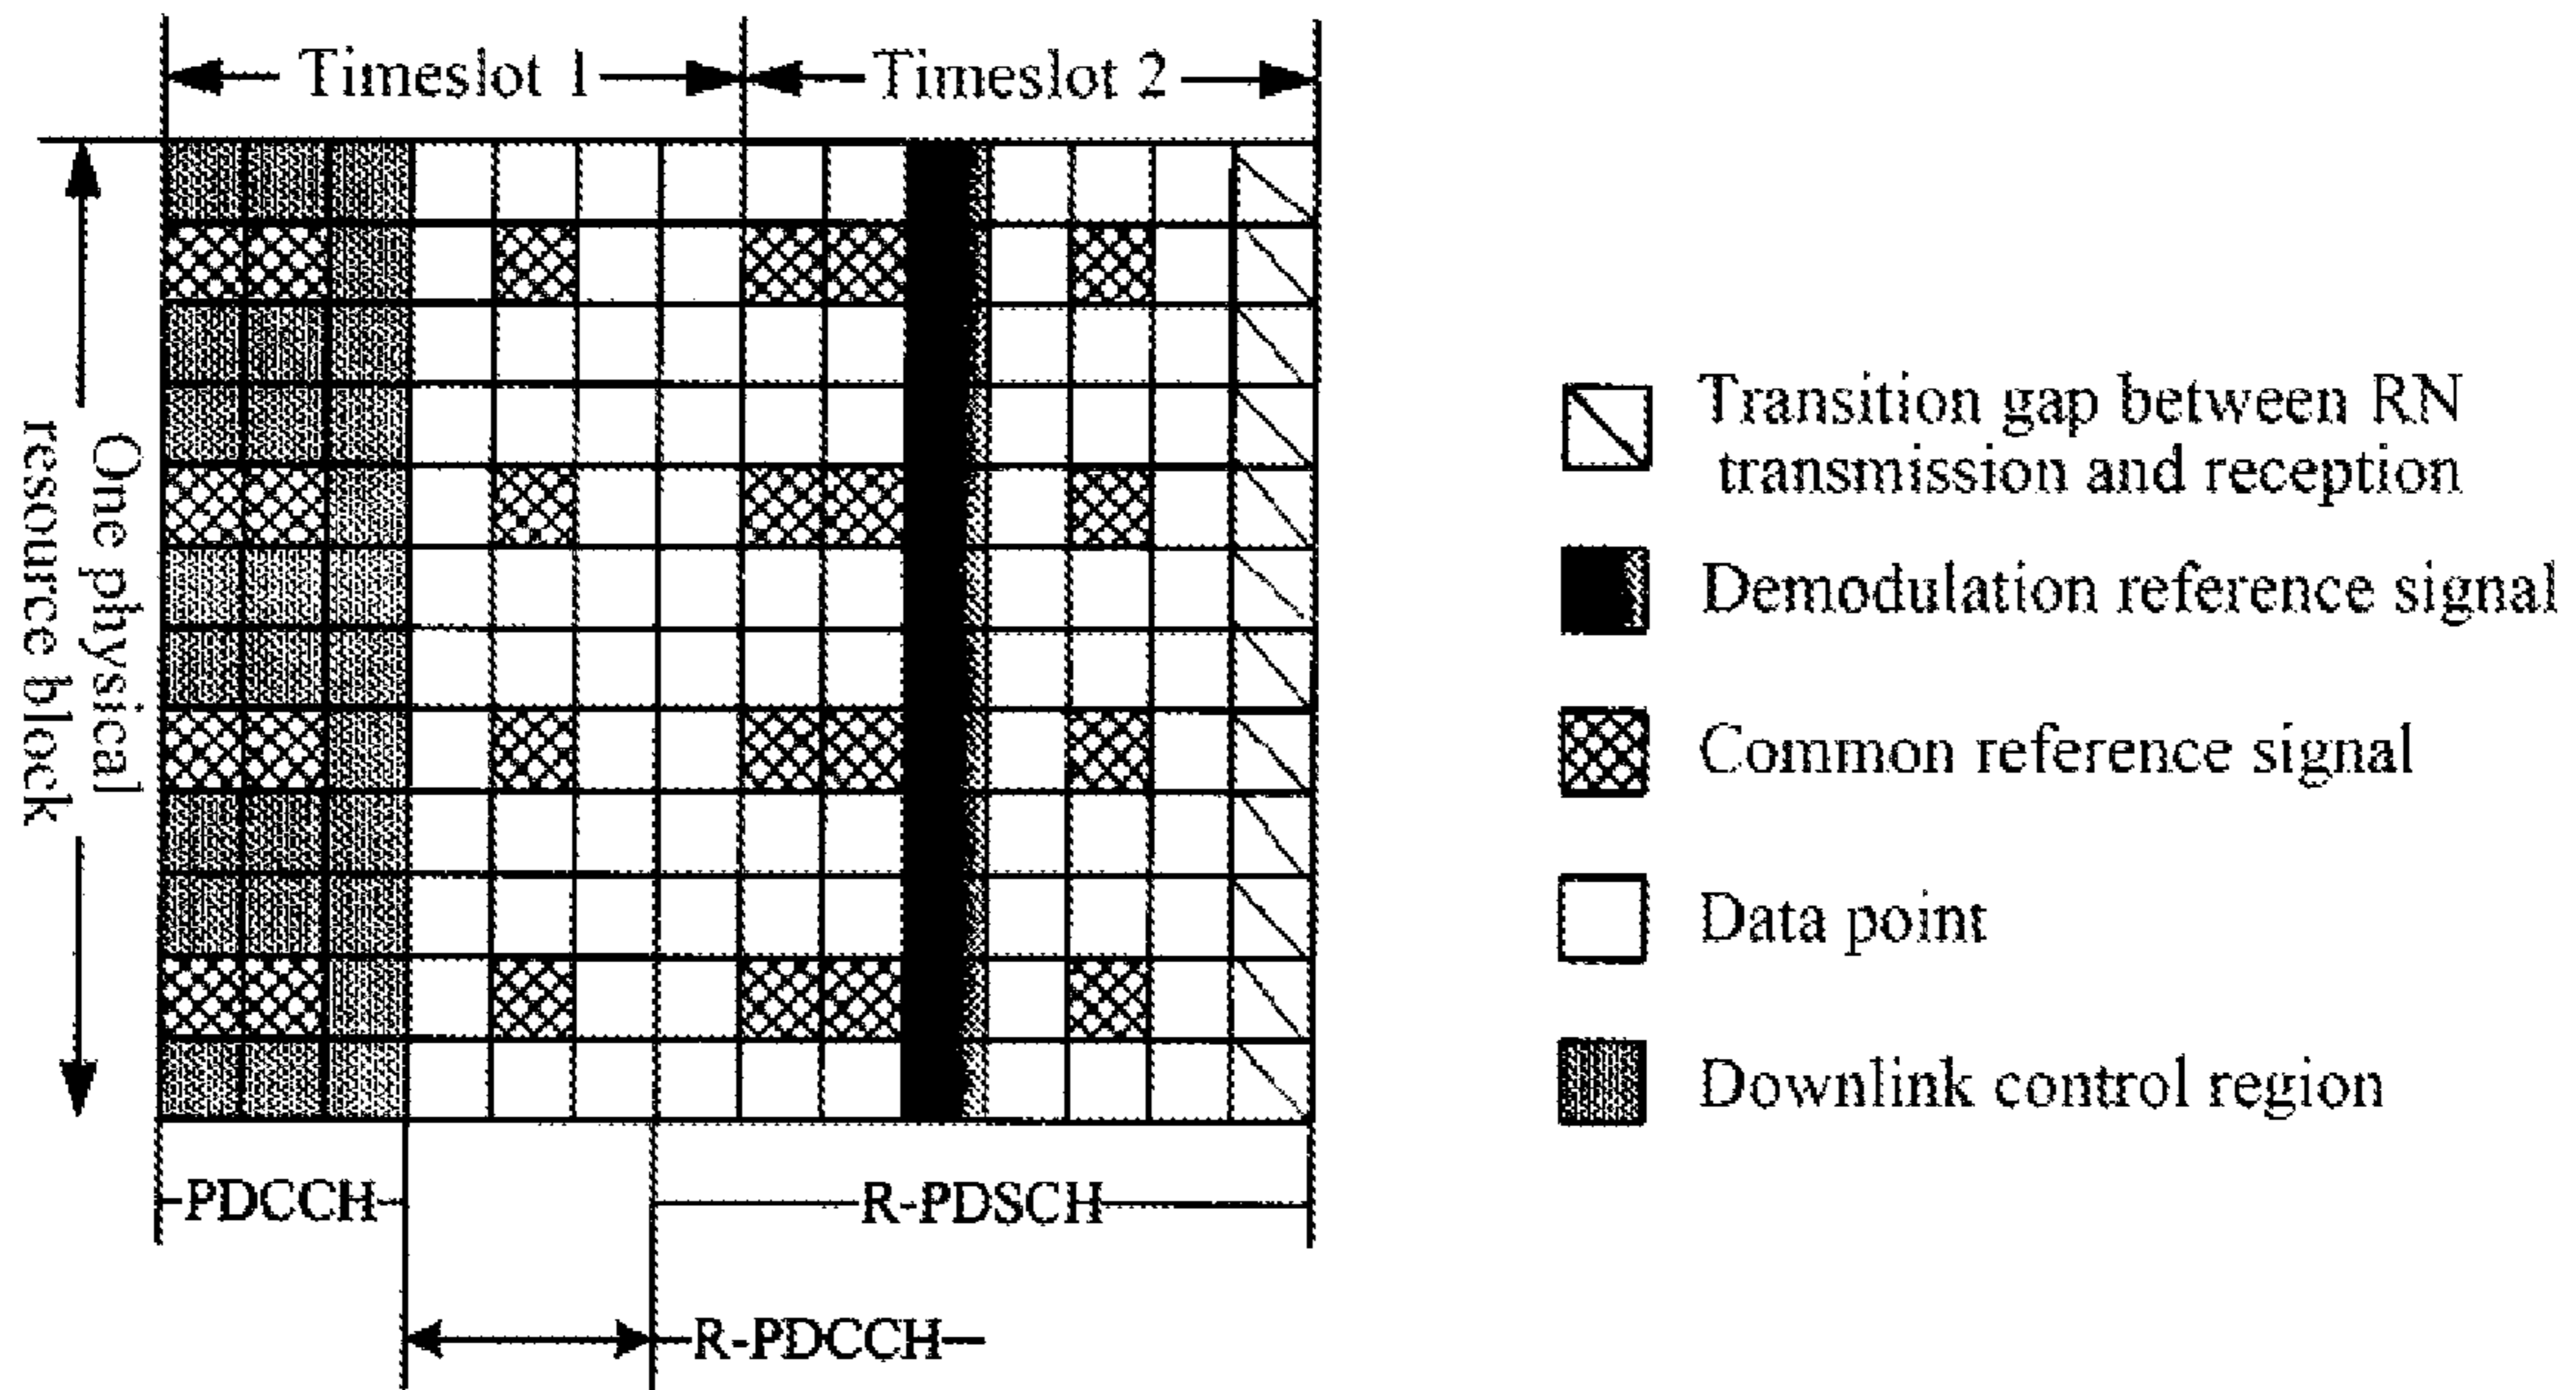 Timeslot 1
Timeslot 2
One physical
resource block
Transition gap between RN
transmission and reception
Demodulation reference signal
Common reference signal
Data point
Downlink control region
PDCCH
R-PDSCH
R-PDCCH